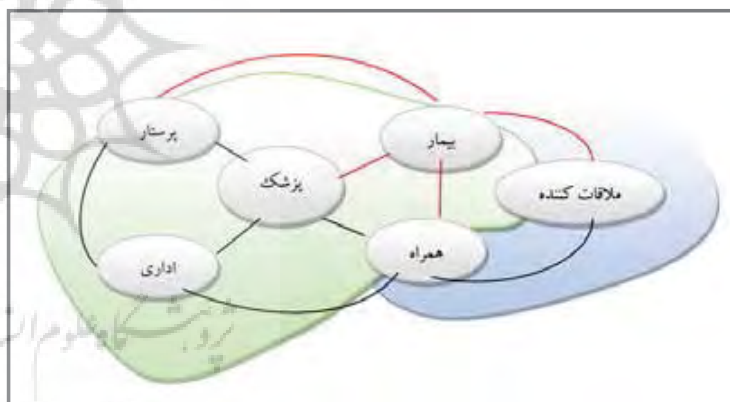 پرستار
بیمار
پزشک
ملاقات کننده
همراه
اداری